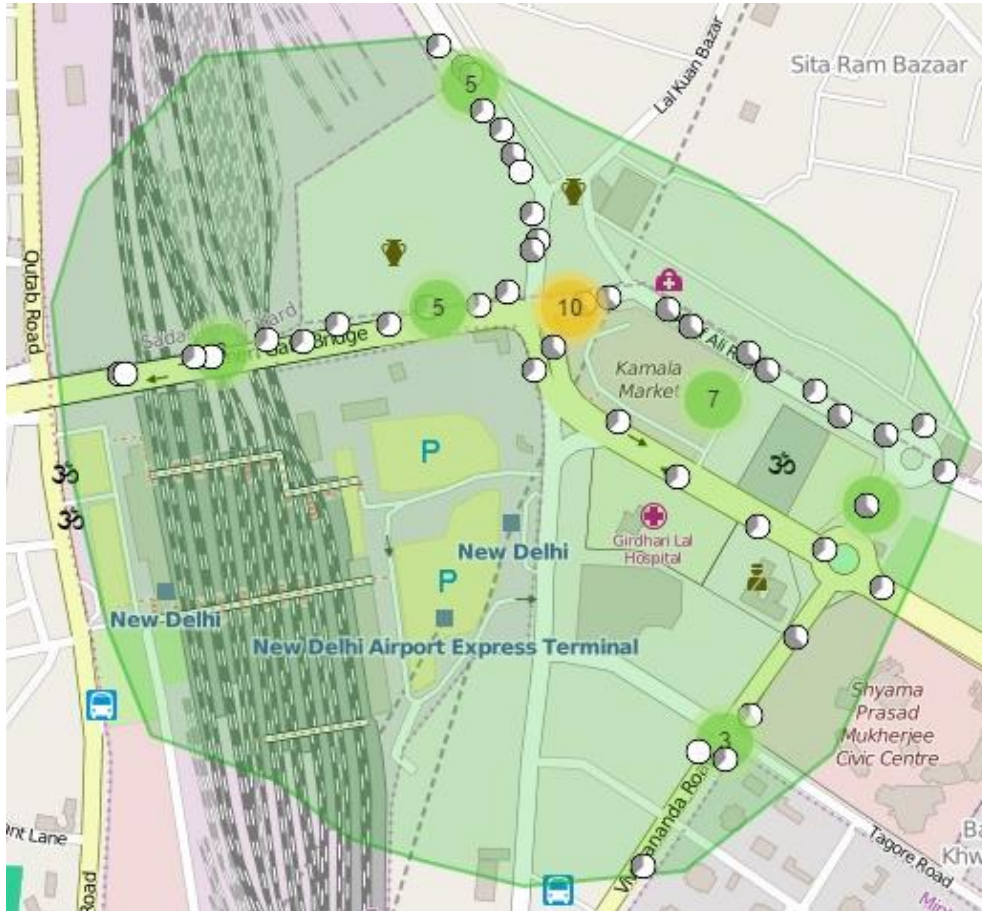 Sita Ram Bazaar
Lal Kuan Bazar
5
Qutab Road
5
10
Kamala
Market
7
ॐ
P
ॐ
ॐ
New Delhi
Girdhari Lal
Hospital
P
New Delhi
New Delhi Airport Express Terminal
Shyama
Prasad
Mukherjee
Civic Centre
3
Tagore Road
Road